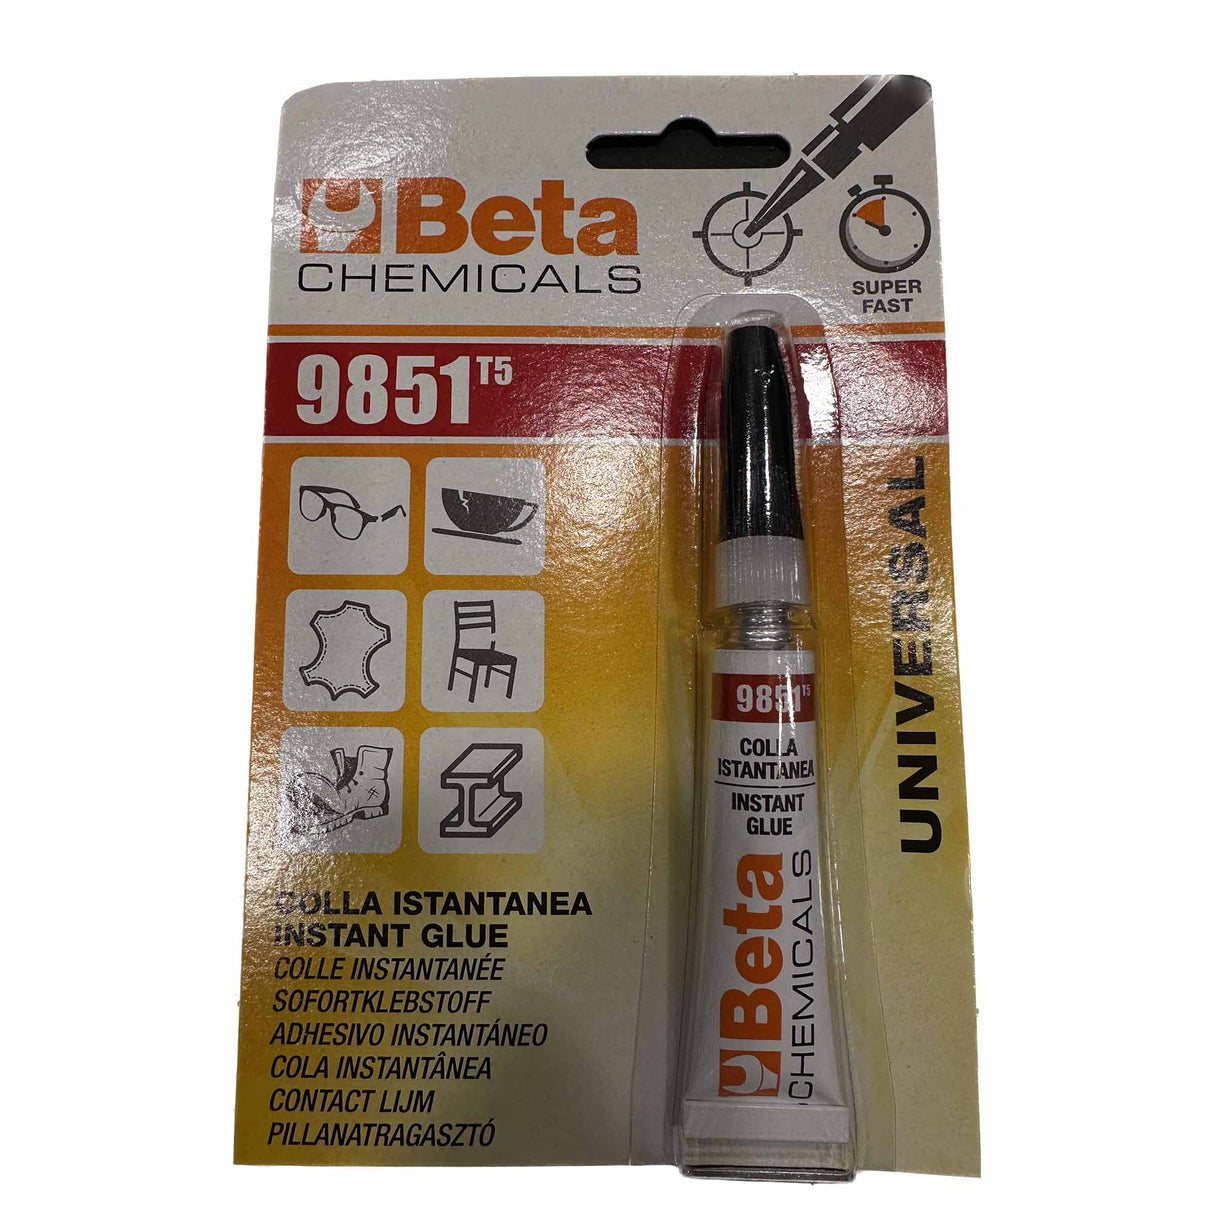 Beta
CHEMICALS
SUPER
FAST
9851T5
UNIVERSAL
COLLA ISTANTANEA
INSTANT GLUE
COLLE INSTANTANÉE
SOFORTKLEBSTOFF
ADHESIVO INSTANTÁNEO
COLA INSTANTÂNEA
CONTACT LIJM
PILLANATRAGASZTÓ
9851T5
COLLA
ISTANTANEA
INSTANT
GLUE
Beta
CHEMICALS